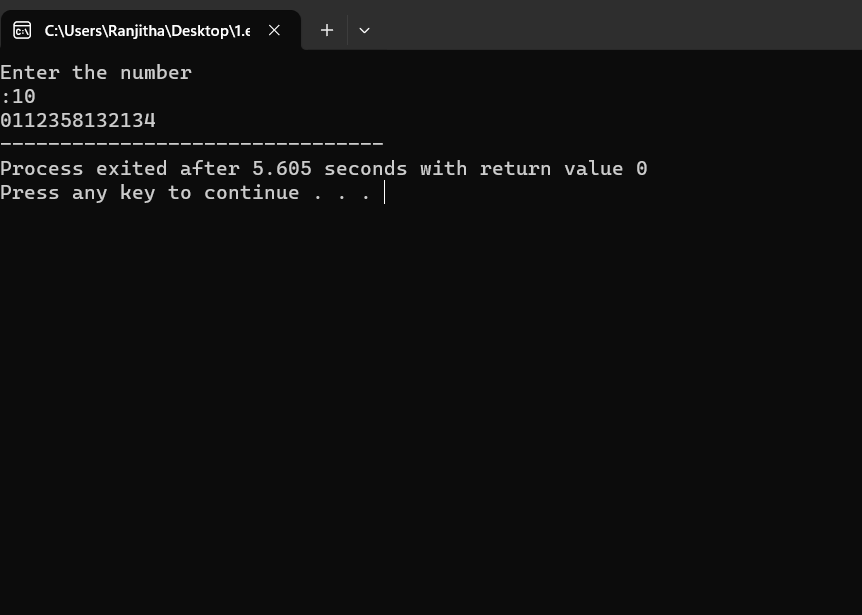 C:\Users\Ranjitha\Desktop\1.e
Enter the number
:10
0112358132134
--------------------------------
Process exited after 5.605 seconds with return value 0
Press any key to continue . . .